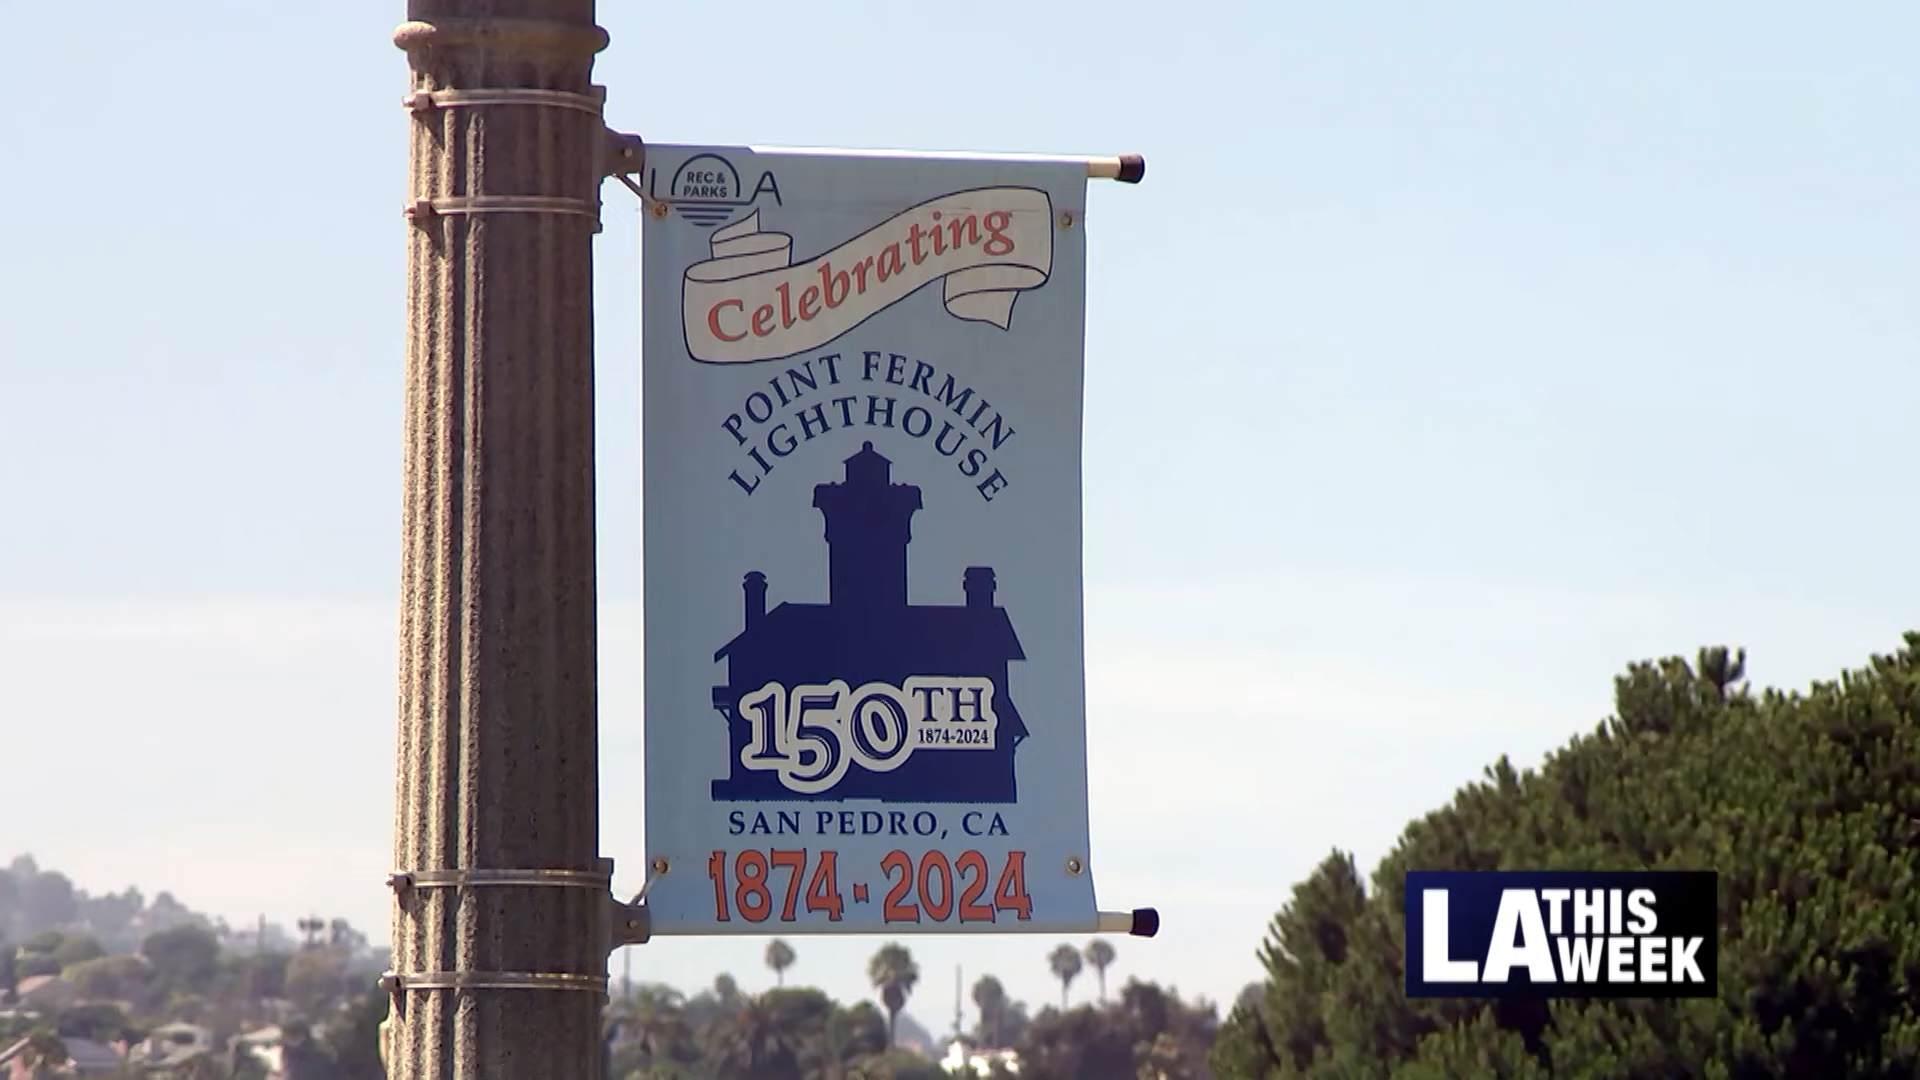 LA
REC &
PARKS
Celebrating
POINT FERMIN
LIGHTHOUSE
150TH
1874-2024
SAN PEDRO, CA
1874-2024
LA THIS
WEEK